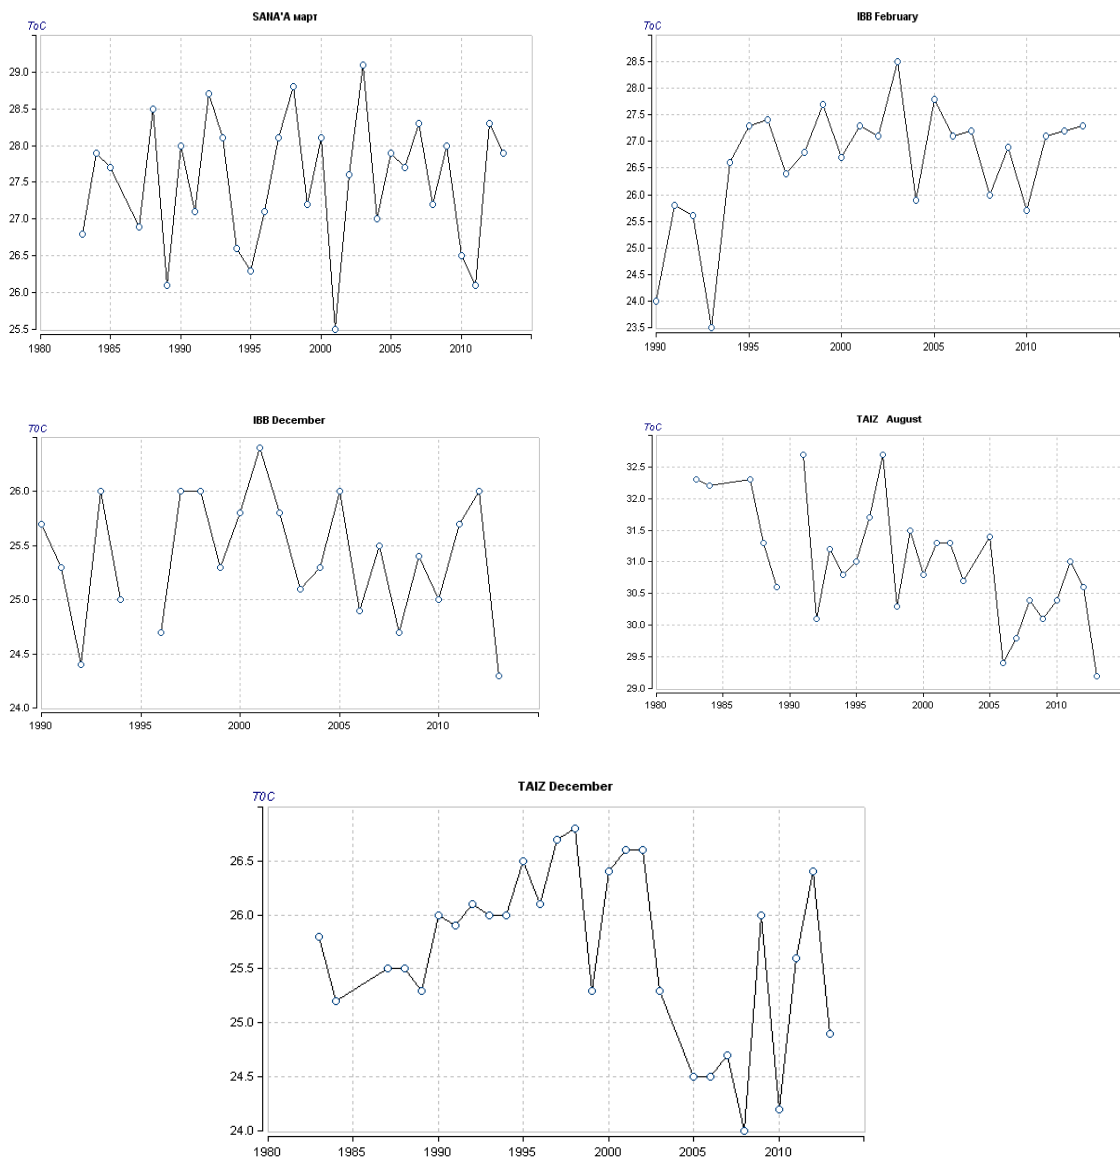 SANA'A март
ToC
29.0
28.5
28.0
27.5
27.0
26.5
26.0
25.5
1980 1985 1990 1995 2000 2005 2010
IBB February
ToC
28.5
28.0
27.5
27.0
26.5
26.0
25.5
25.0
24.5
24.0
23.5
1990 1995 2000 2005 2010
IBB December
TOC
26.0
25.5
25.0
24.5
24.0
1990 1995 2000 2005 2010
TAIZ August
ToC
32.5
32.0
31.5
31.0
30.5
30.0
29.5
29.0
1980 1985 1990 1995 2000 2005 2010
TAIZ December
TOC
26.5
26.0
25.5
25.0
24.5
24.0
1980 1985 1990 1995 2000 2005 2010